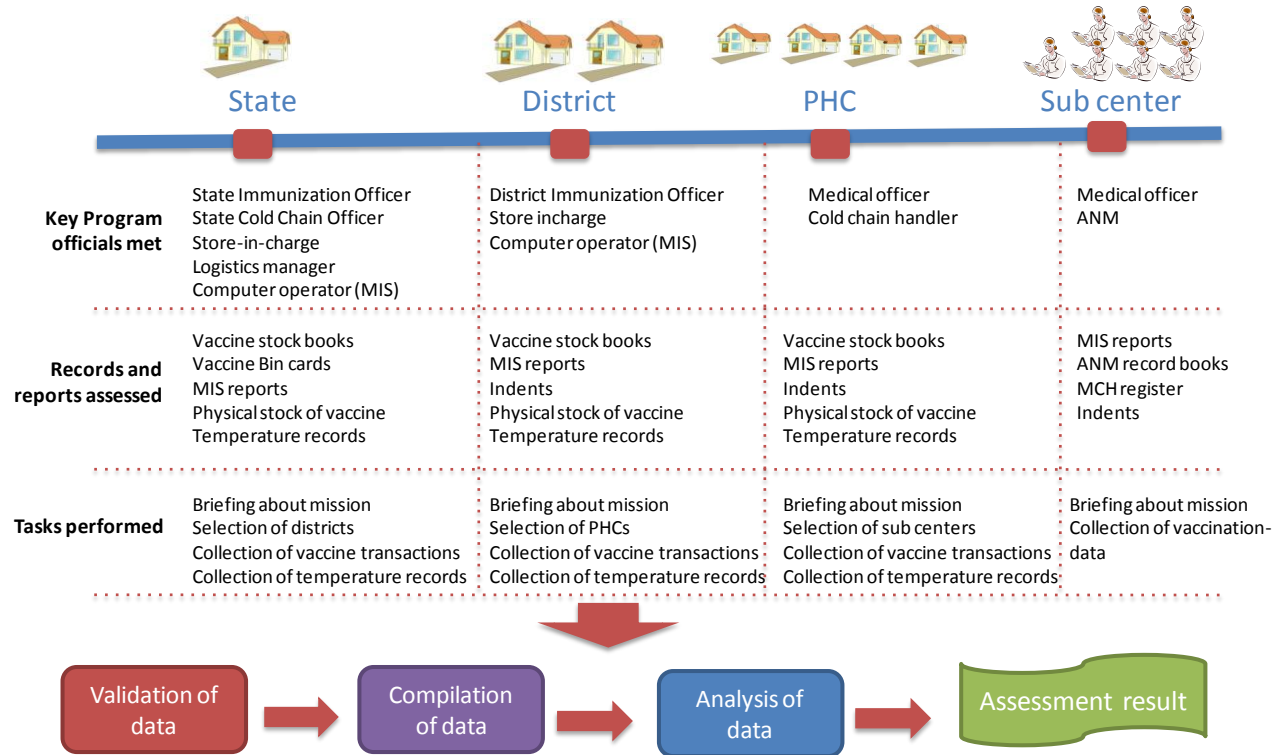 State
District
PHC
Sub center
Key Program
officials met
State Immunization Officer
State Cold Chain Officer
Store-in-charge
Logistics manager
Computer operator (MIS)
District Immunization Officer
Store incharge
Computer operator (MIS)
Medical officer
Cold chain handler
Medical officer
ANM
Records and
reports assessed
Vaccine stock books
Vaccine Bin cards
MIS reports
Physical stock of vaccine
Temperature records
Vaccine stock books
MIS reports
Indents
Physical stock of vaccine
Temperature records
Vaccine stock books
MIS reports
Indents
Physical stock of vaccine
Temperature records
MIS reports
ANM record books
MCH register
Indents
Tasks performed
Briefing about mission
Selection of districts
Collection of vaccine transactions
Collection of temperature records
Briefing about mission
Selection of PHCs
Collection of vaccine transactions
Collection of temperature records
Briefing about mission
Selection of sub centers
Collection of vaccine transactions
Collection of temperature records
Briefing about mission
Collection of vaccination-
data
Validation of
data
Compilation
of data
Analysis of
data
Assessment result